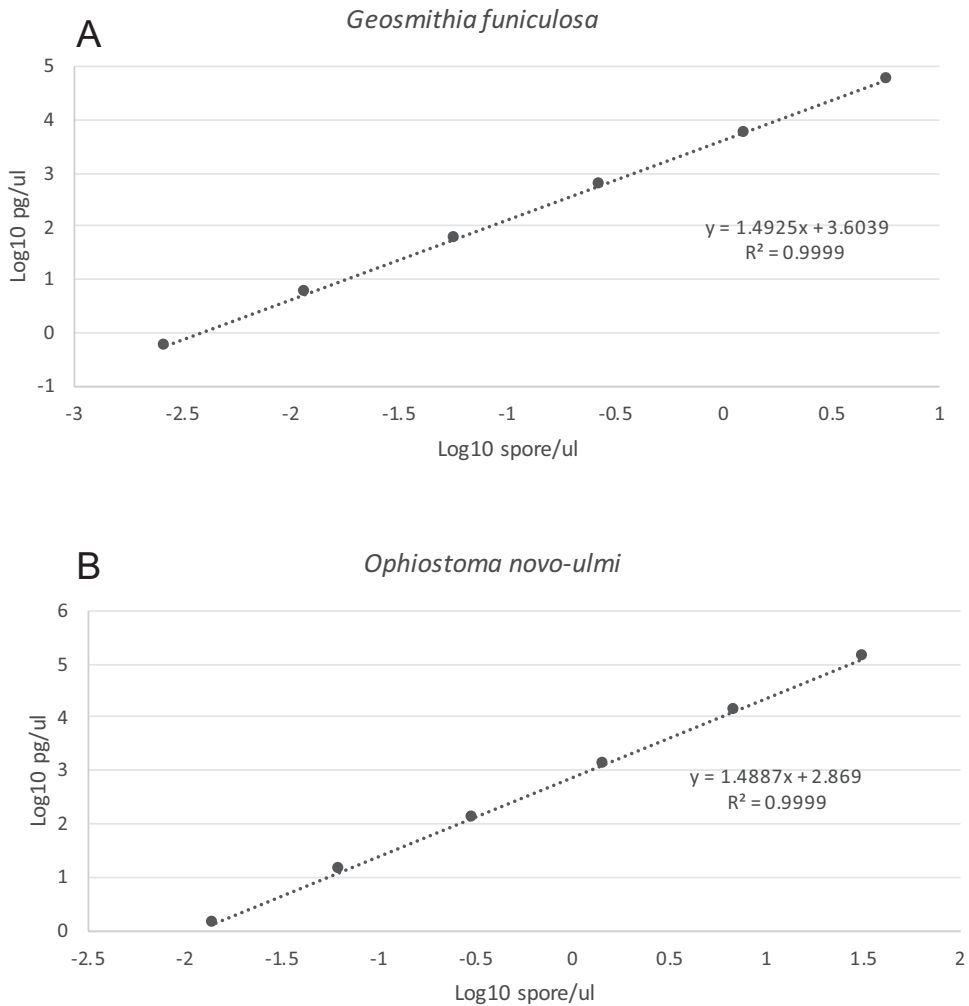 A
Geosmithia funiculosa
5
4
3
2
1
0
-1
Log10 pg/ul
y = 1.4925x + 3.6039
R² = 0.9999
-3 -2.5 -2 -1.5 -1 -0.5 0 0.5 1
Log10 spore/ul
B
Ophiostoma novo-ulmi
6
5
4
3
2
1
0
Log10 pg/ul
y = 1.4887x + 2.869
R² = 0.9999
-2.5 -2 -1.5 -1 -0.5 0 0.5 1 1.5 2
Log10 spore/ul